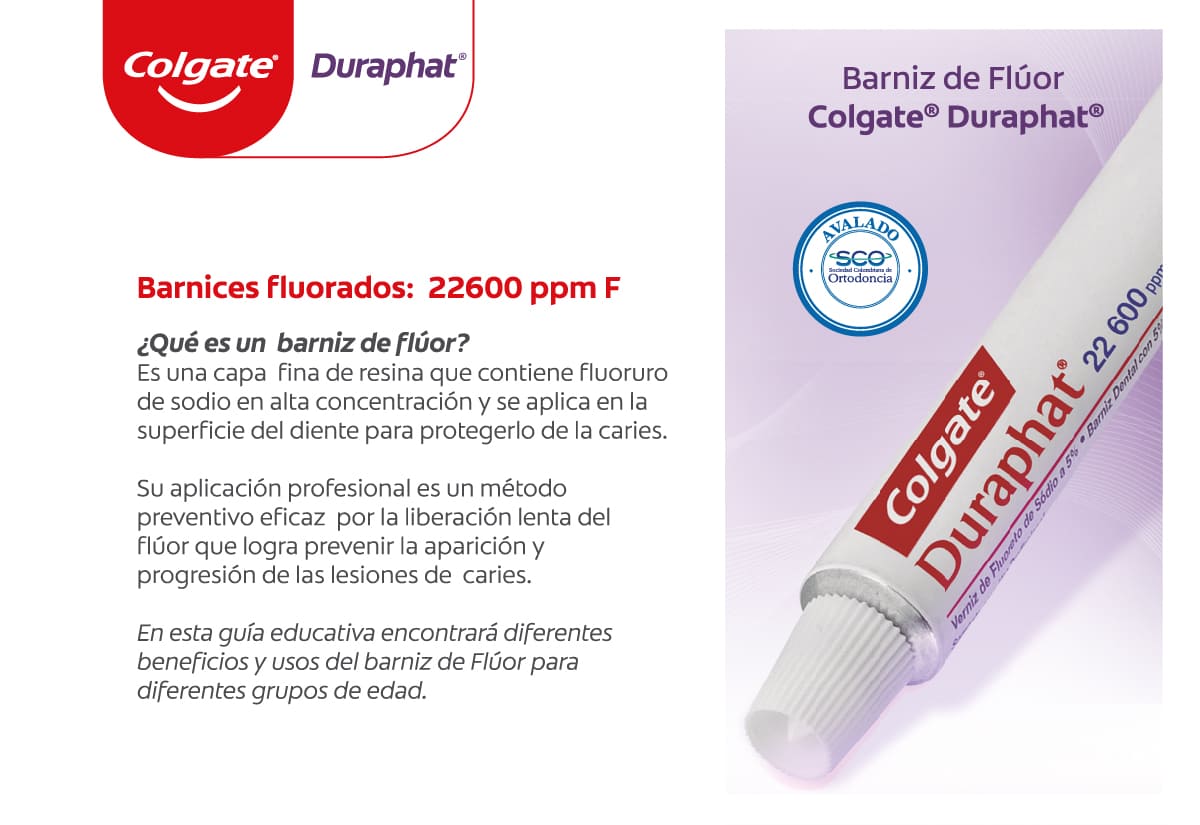 Colgate®
Duraphat®
Barnices fluorados: 22600 ppm F
¿Qué es un barniz de flúor?
Es una capa fina de resina que contiene fluoruro
de sodio en alta concentración y se aplica en la
superficie del diente para protegerlo de la caries.
Su aplicación profesional es un método
preventivo eficaz por la liberación lenta del
flúor que logra prevenir la aparición y
progresión de las lesiones de caries.
En esta guía educativa encontrará diferentes
beneficios y usos del barniz de Flúor para
diferentes grupos de edad.
Barniz de Flúor
Colgate® Duraphat®
AVALADO
SCO
Sociedad Colombiana de
Ortodoncia
Colgate®
Duraphat®
22 600 ppm
Verniz de Fluoreto de Sódio a 5% • Barniz Dental con 5%